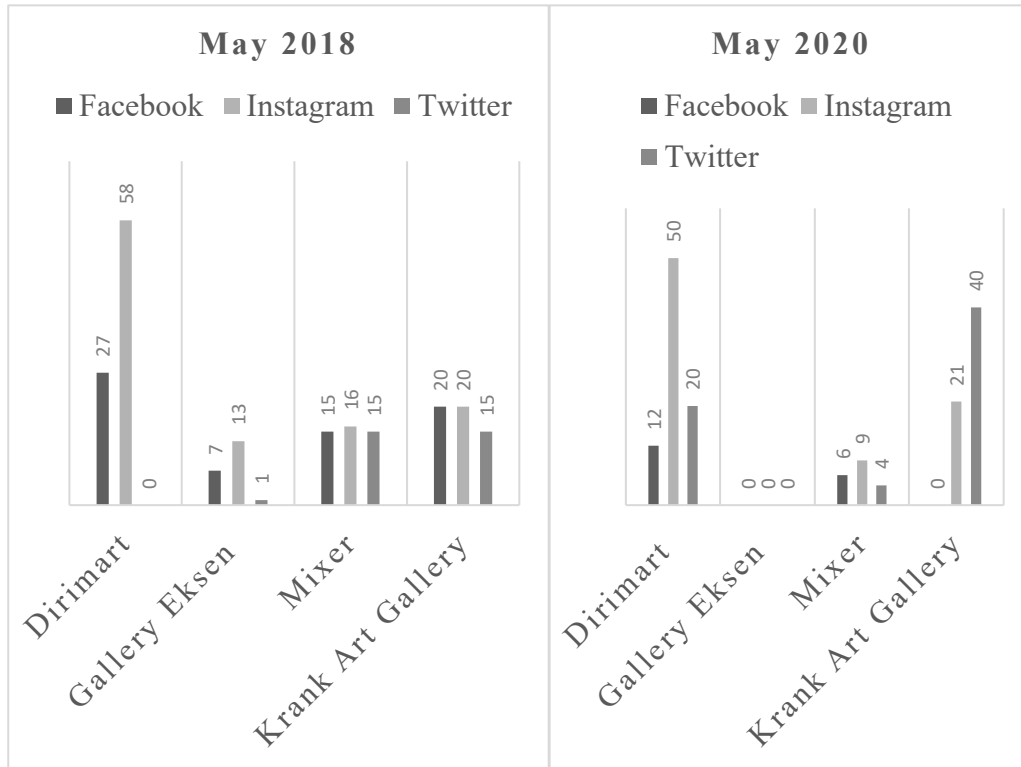 May 2018
Facebook Instagram Twitter
58
27
0
7
13
1
15
16
15
20
20
15
Dirimart
Gallery Eksen
Mixer
Krank Art Gallery
May 2020
Facebook Instagram
Twitter
12
50
20
0
0
0
6
9
4
0
21
40
Dirimart
Gallery Eksen
Mixer
Krank Art Gallery